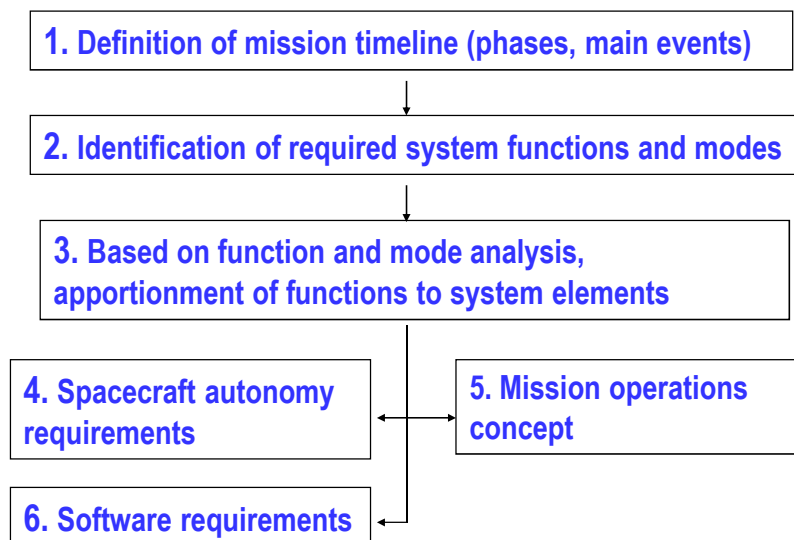 1. Definition of mission timeline (phases, main events)
2. Identification of required system functions and modes
3. Based on function and mode analysis,
apportionment of functions to system elements
4. Spacecraft autonomy
requirements
5. Mission operations
concept
6. Software requirements